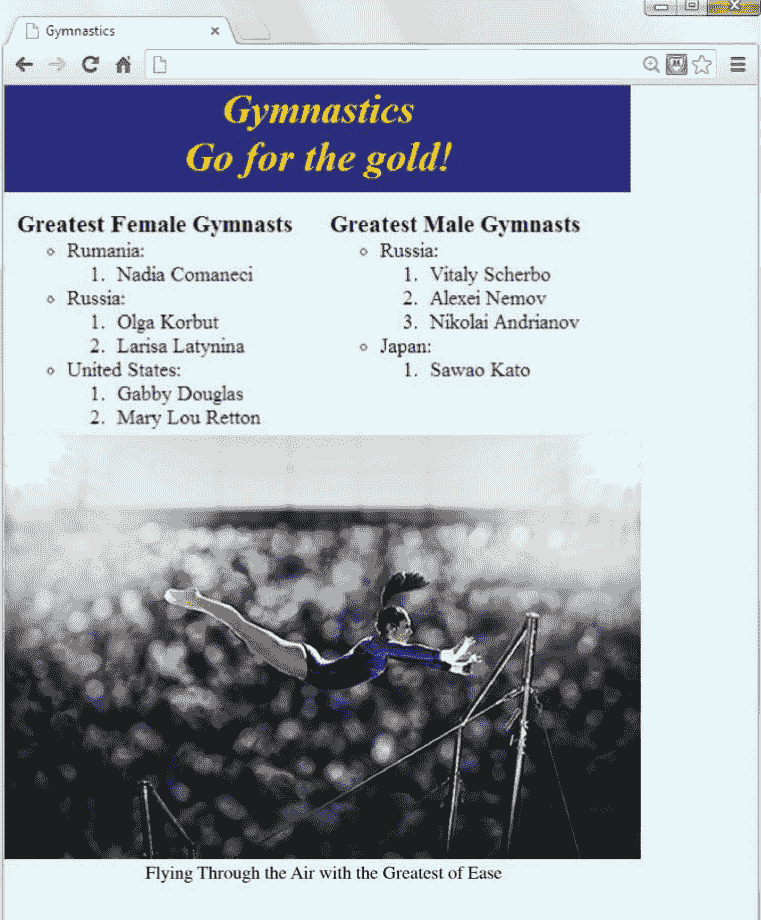 Gymnastics
Gymnastics
Go for the gold!
Greatest Female Gymnasts
Rumania:
1. Nadia Comaneci
Russia:
1. Olga Korbut
2. Larisa Latynina
United States:
1. Gabby Douglas
2. Mary Lou Retton
Greatest Male Gymnasts
Russia:
1. Vitaly Scherbo
2. Alexei Nemov
3. Nikolai Andrianov
Japan:
1. Sawao Kato
Flying Through the Air with the Greatest of Ease